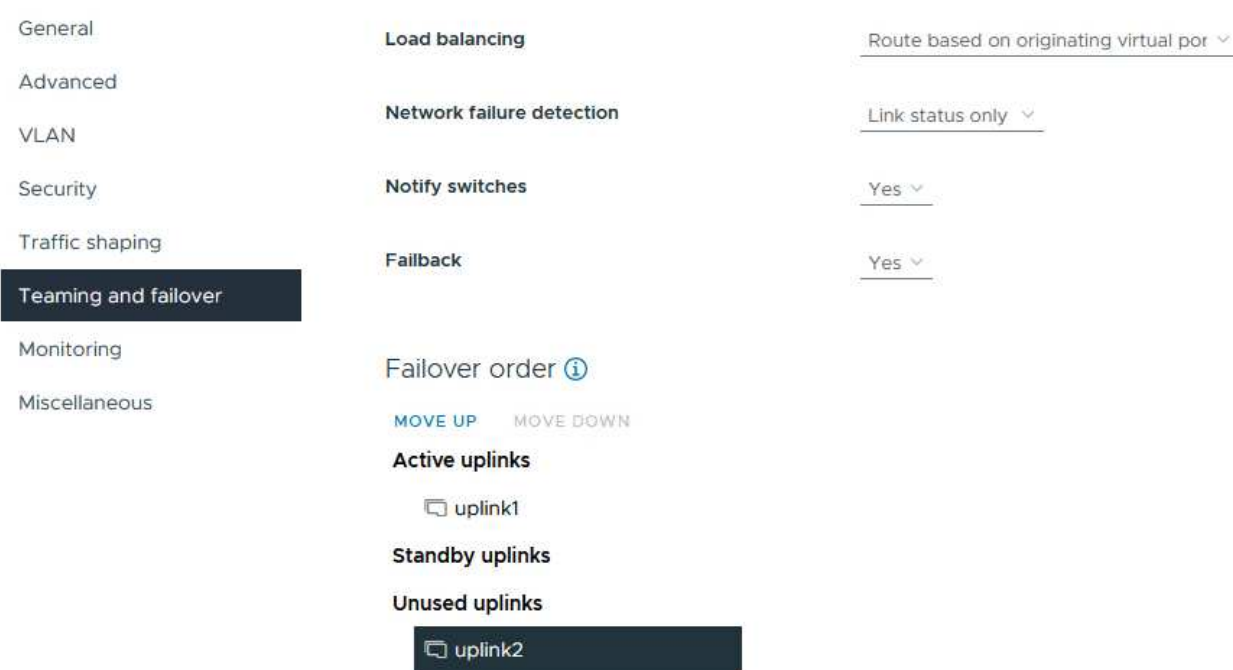 General
Advanced
VLAN
Security
Traffic shaping
Teaming and failover
Monitoring
Miscellaneous
Load balancing
Route based on originating virtual por
Network failure detection
Link status only
Notify switches
Yes
Failback
Yes
Failover order
MOVE UP MOVE DOWN
Active uplinks
uplink1
Standby uplinks
Unused uplinks
uplink2